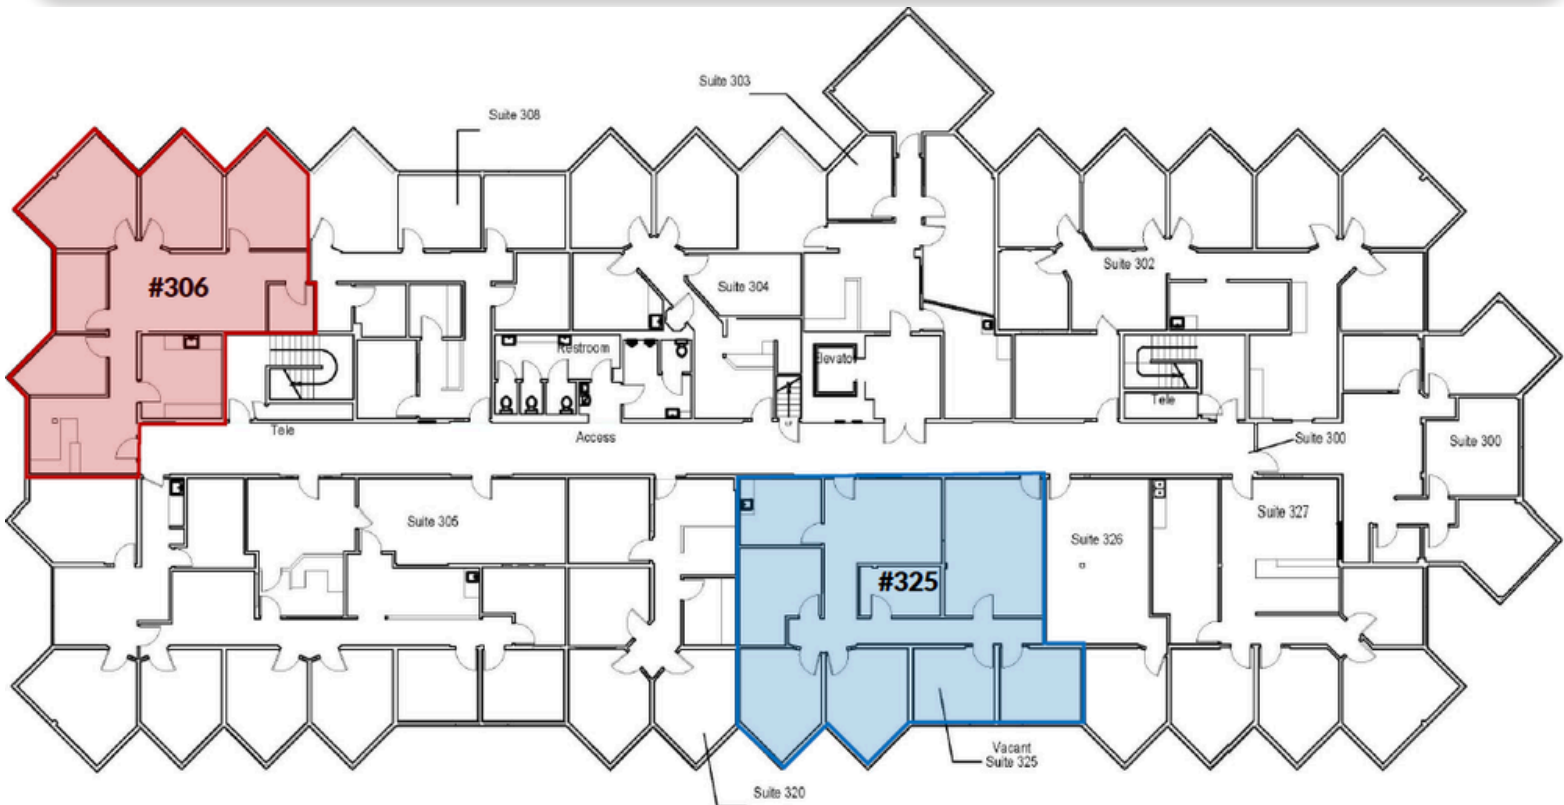 Suite 303
Suite 308
#306
Suite 302
Suite 304
Restroom
Elevator
Tele
Tele
Access
Suite 300
Suite 300
Suite 305
Suite 327
Suite 326
#325
Vacant
Suite 325
Suite 320